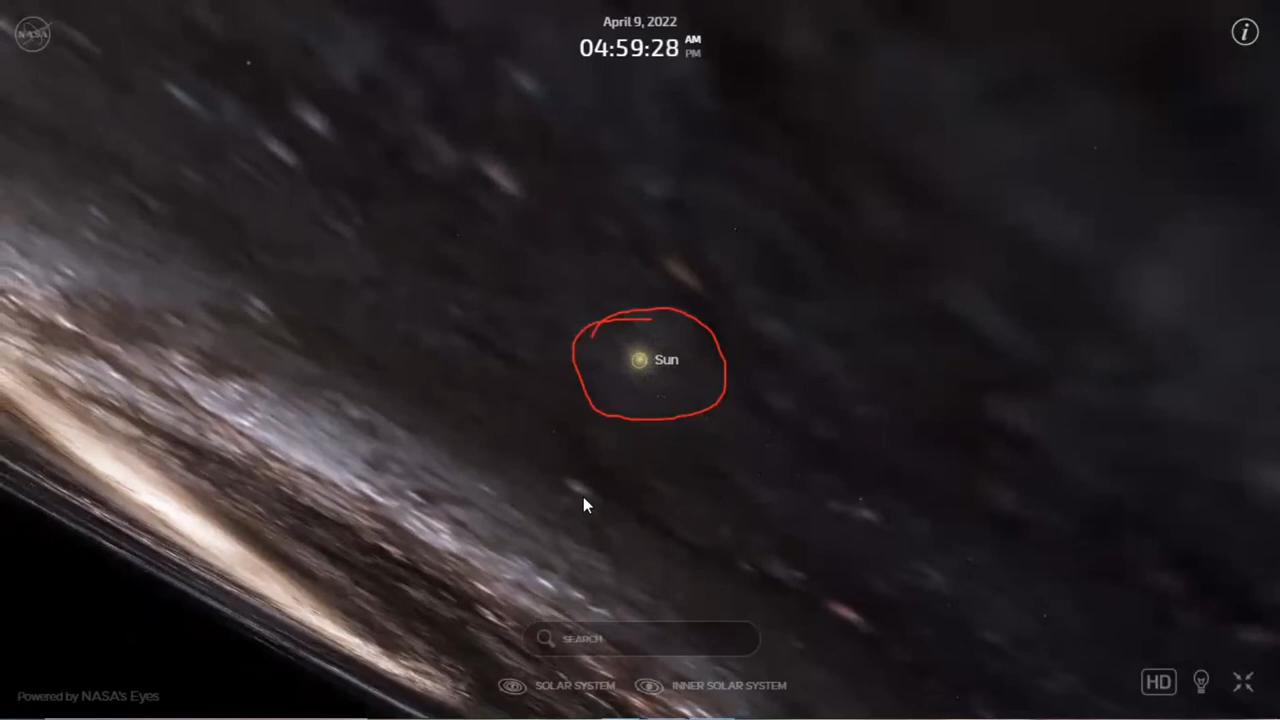 NASA
April 9, 2022
04:59:28 AM
PM
i
Sun
SEARCH
SOLAR SYSTEM INNER SOLAR SYSTEM
HD
Powered by NASA's Eyes